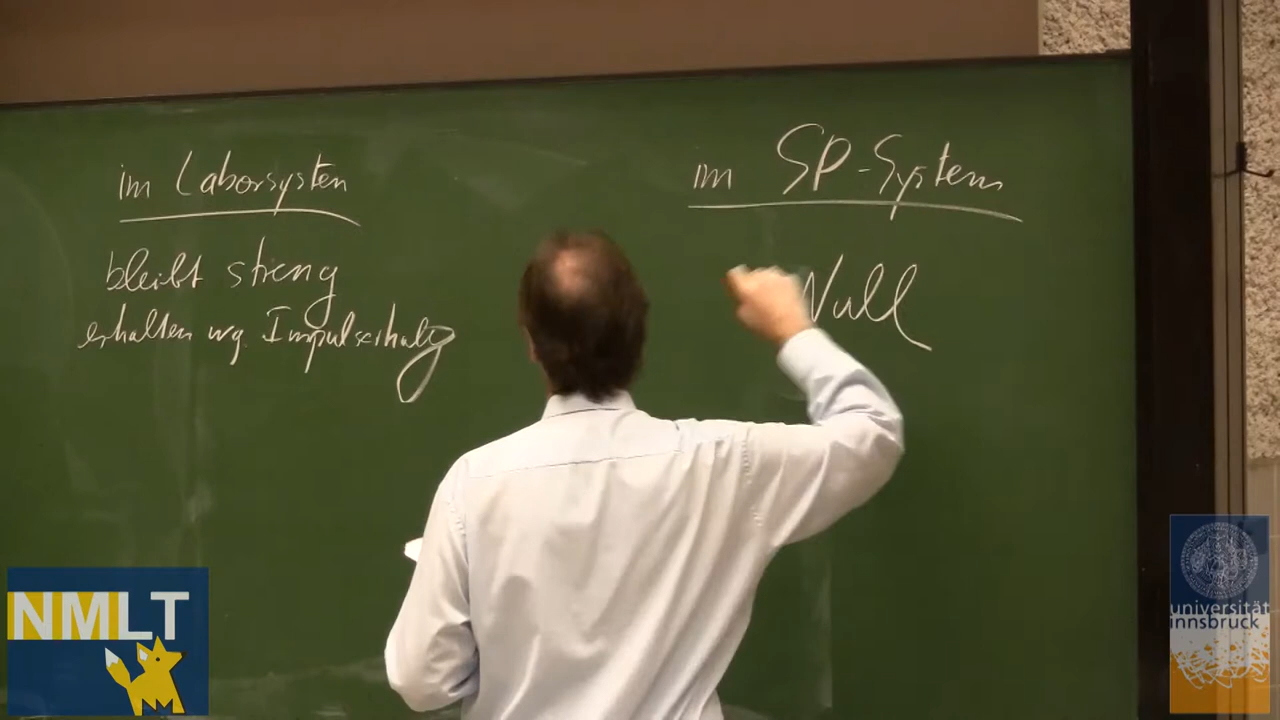 im Laborsystem
bleibt streng
erhalten wg. Impulserhaltg
im SP-System
Null
NMLT
universität
innsbruck